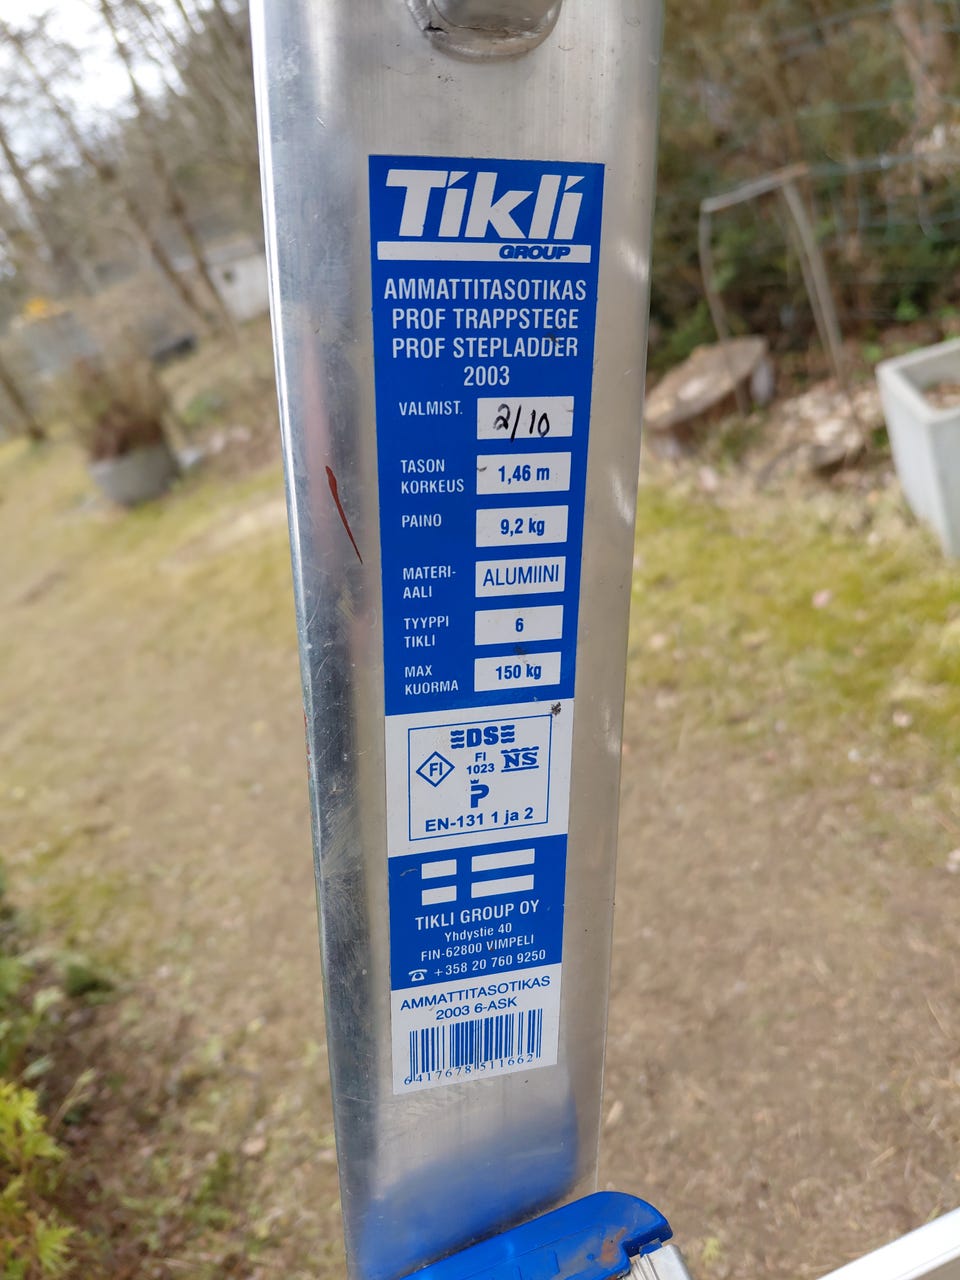 Tikli
GROUP
AMMATTITASOTIKAS
PROF TRAPPSTEGE
PROF STEPLADDER
2003
VALMIST. 2/10
TASON
KORKEUS 1,46 m
PAINO 9,2 kg
MATERI-
AALI ALUMIINI
TYYPPI
TIKLI 6
MAX
KUORMA 150 kg
DS
FI FI NS
1023
P
EN-131 1 ja 2
TIKLI GROUP OY
Yhdystie 40
FIN-62800 VIMPELI
☎ +358 20 760 9250
AMMATTITASOTIKAS
2003 6-ASK
6417678511662